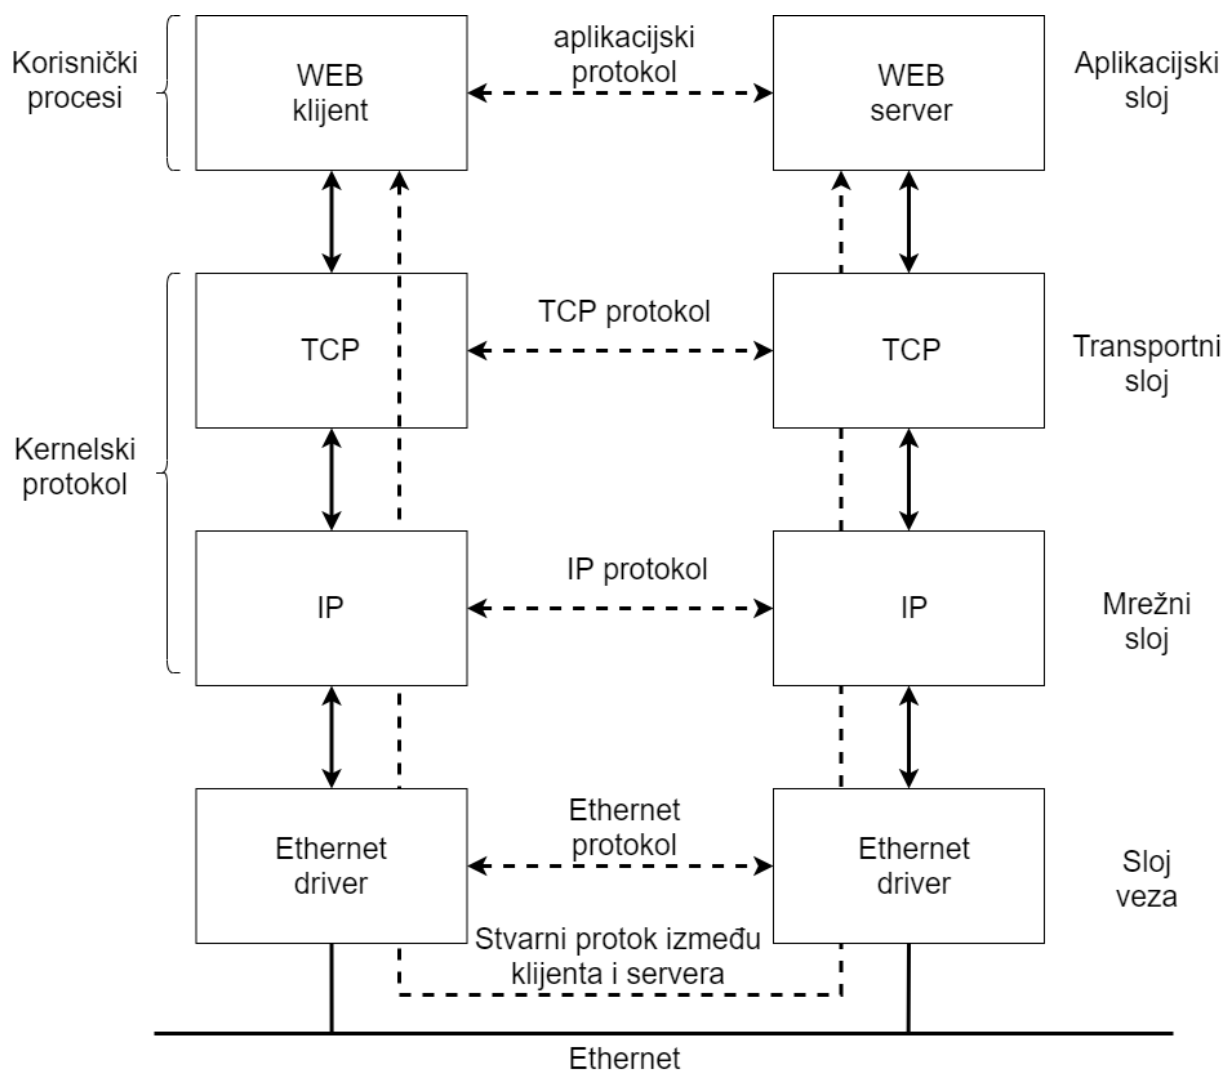 Korisnički
procesi
WEB
klijent
aplikacijski
protokol
WEB
server
Aplikacijski
sloj
Kernelski
protokol
TCP
TCP protokol
TCP
Transportni
sloj
IP
IP protokol
IP
Mrežni
sloj
Ethernet
driver
Ethernet
protokol
Ethernet
driver
Sloj
veza
Stvarni protok između
klijenta i servera
Ethernet